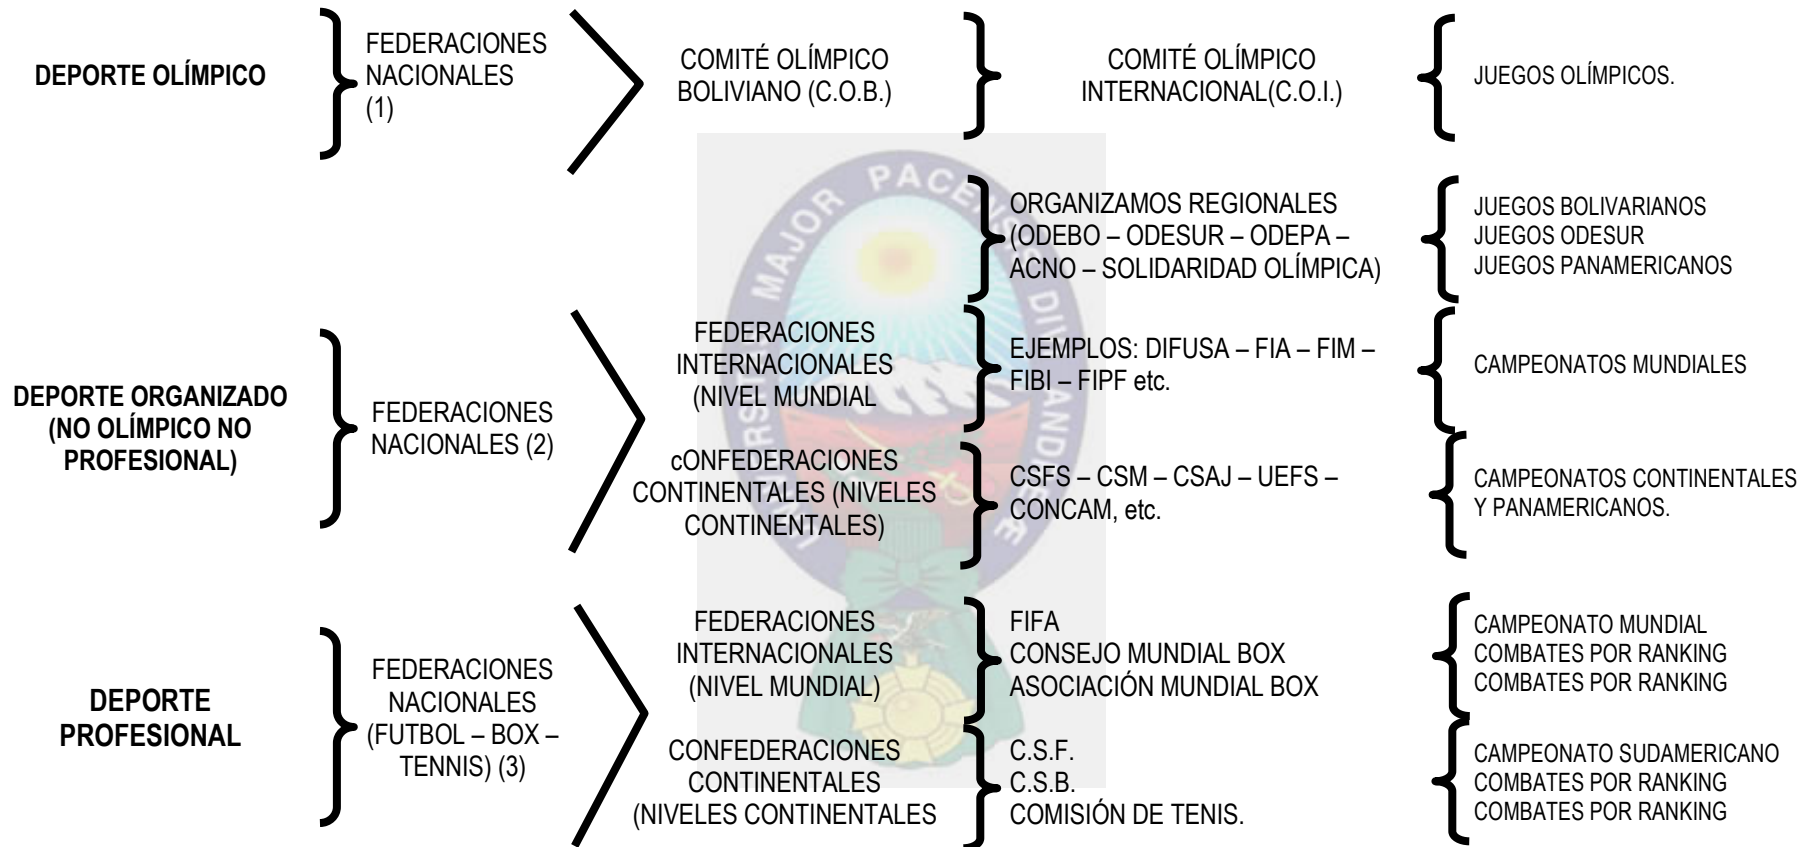 DEPORTE OLÍMPICO
FEDERACIONES
NACIONALES
(1)
COMITÉ OLÍMPICO
BOLIVIANO (C.O.B.)
COMITÉ OLÍMPICO
INTERNACIONAL(C.O.I.)
JUEGOS OLÍMPICOS.
ORGANIZAMOS REGIONALES
(ODEBO – ODESUR – ODEPA –
ACNO – SOLIDARIDAD OLÍMPICA)
JUEGOS BOLIVARIANOS
JUEGOS ODESUR
JUEGOS PANAMERICANOS
DEPORTE ORGANIZADO
(NO OLÍMPICO NO
PROFESIONAL)
FEDERACIONES
NACIONALES (2)
FEDERACIONES
INTERNACIONALES
(NIVEL MUNDIAL
EJEMPLOS: DIFUSA – FIA – FIM –
FIBI – FIPF etc.
CAMPEONATOS MUNDIALES
cONFEDERACIONES
CONTINENTALES (NIVELES
CONTINENTALES)
CSFS – CSM – CSAJ – UEFS –
CONCAM, etc.
CAMPEONATOS CONTINENTALES
Y PANAMERICANOS.
DEPORTE
PROFESIONAL
FEDERACIONES
NACIONALES
(FUTBOL – BOX –
TENNIS) (3)
FEDERACIONES
INTERNACIONALES
(NIVEL MUNDIAL)
FIFA
CONSEJO MUNDIAL BOX
ASOCIACIÓN MUNDIAL BOX
CAMPEONATO MUNDIAL
COMBATES POR RANKING
COMBATES POR RANKING
CONFEDERACIONES
CONTINENTALES
(NIVELES CONTINENTALES
C.S.F.
C.S.B.
COMISIÓN DE TENIS.
CAMPEONATO SUDAMERICANO
COMBATES POR RANKING
COMBATES POR RANKING
MAJOR PACENSIS DIV ANDREÆ